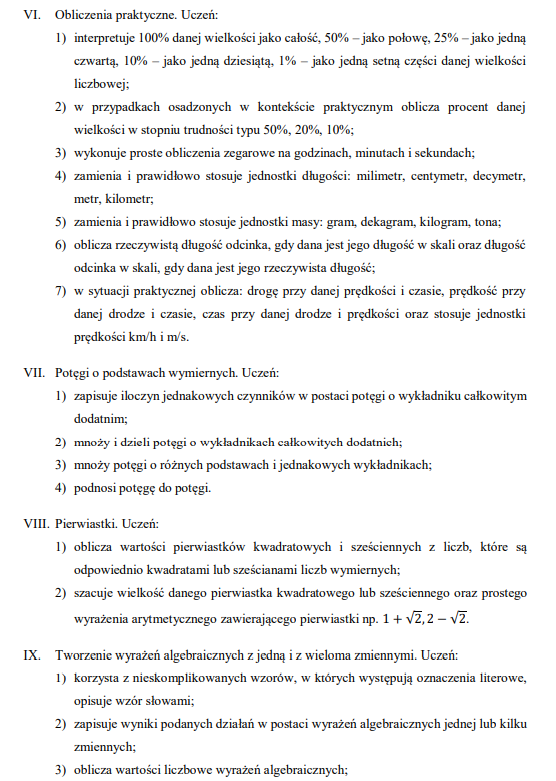 VI. Obliczenia praktyczne. Uczeń:
1) interpretuje 100% danej wielkości jako całość, 50% – jako połowę, 25% – jako jedną
czwartą, 10% – jako jedną dziesiątą, 1% – jako jedną setną części danej wielkości
liczbowej;
2) w przypadkach osadzonych w kontekście praktycznym oblicza procent danej
wielkości w stopniu trudności typu 50%, 20%, 10%;
3) wykonuje proste obliczenia zegarowe na godzinach, minutach i sekundach;
4) zamienia i prawidłowo stosuje jednostki długości: milimetr, centymetr, decymetr,
metr, kilometr;
5) zamienia i prawidłowo stosuje jednostki masy: gram, dekagram, kilogram, tona;
6) oblicza rzeczywistą długość odcinka, gdy dana jest jego długość w skali oraz długość
odcinka w skali, gdy dana jest jego rzeczywista długość;
7) w sytuacji praktycznej oblicza: drogę przy danej prędkości i czasie, prędkość przy
danej drodze i czasie, czas przy danej drodze i prędkości oraz stosuje jednostki
prędkości km/h i m/s.
VII. Potęgi o podstawach wymiernych. Uczeń:
1) zapisuje iloczyn jednakowych czynników w postaci potęgi o wykładniku całkowitym
dodatnim;
2) mnoży i dzieli potęgi o wykładnikach całkowitych dodatnich;
3) mnoży potęgi o różnych podstawach i jednakowych wykładnikach;
4) podnosi potęgę do potęgi.
VIII. Pierwiastki. Uczeń:
1) oblicza wartości pierwiastków kwadratowych i sześciennych z liczb, które są
odpowiednio kwadratami lub sześcianami liczb wymiernych;
2) szacuje wielkość danego pierwiastka kwadratowego lub sześciennego oraz prostego
wyrażenia arytmetycznego zawierającego pierwiastki np. 1 + √2, 2 − √2.
IX. Tworzenie wyrażeń algebraicznych z jedną i z wieloma zmiennymi. Uczeń:
1) korzysta z nieskomplikowanych wzorów, w których występują oznaczenia literowe,
opisuje wzór słowami;
2) zapisuje wyniki podanych działań w postaci wyrażeń algebraicznych jednej lub kilku
zmiennych;
3) oblicza wartości liczbowe wyrażeń algebraicznych;